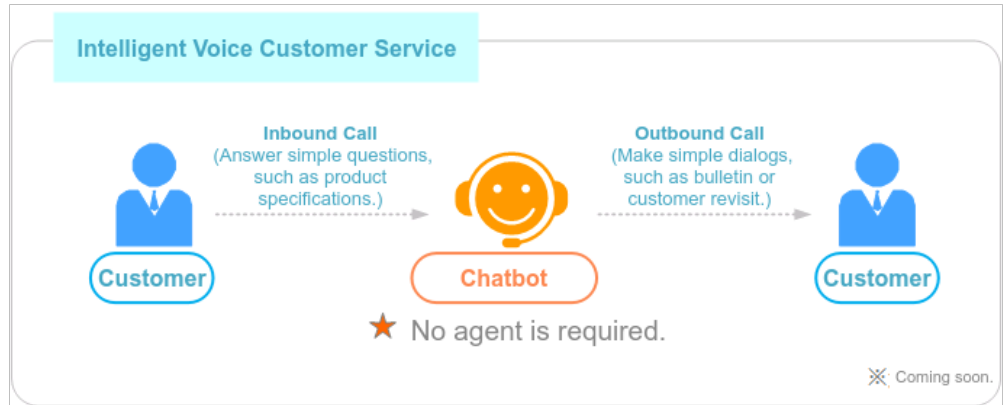 Intelligent Voice Customer Service
Inbound Call
(Answer simple questions,
such as product
specifications.)
Outbound Call
(Make simple dialogs,
such as bulletin or
customer revisit.)
Customer
Chatbot
Customer
★ No agent is required.
※ Coming soon.